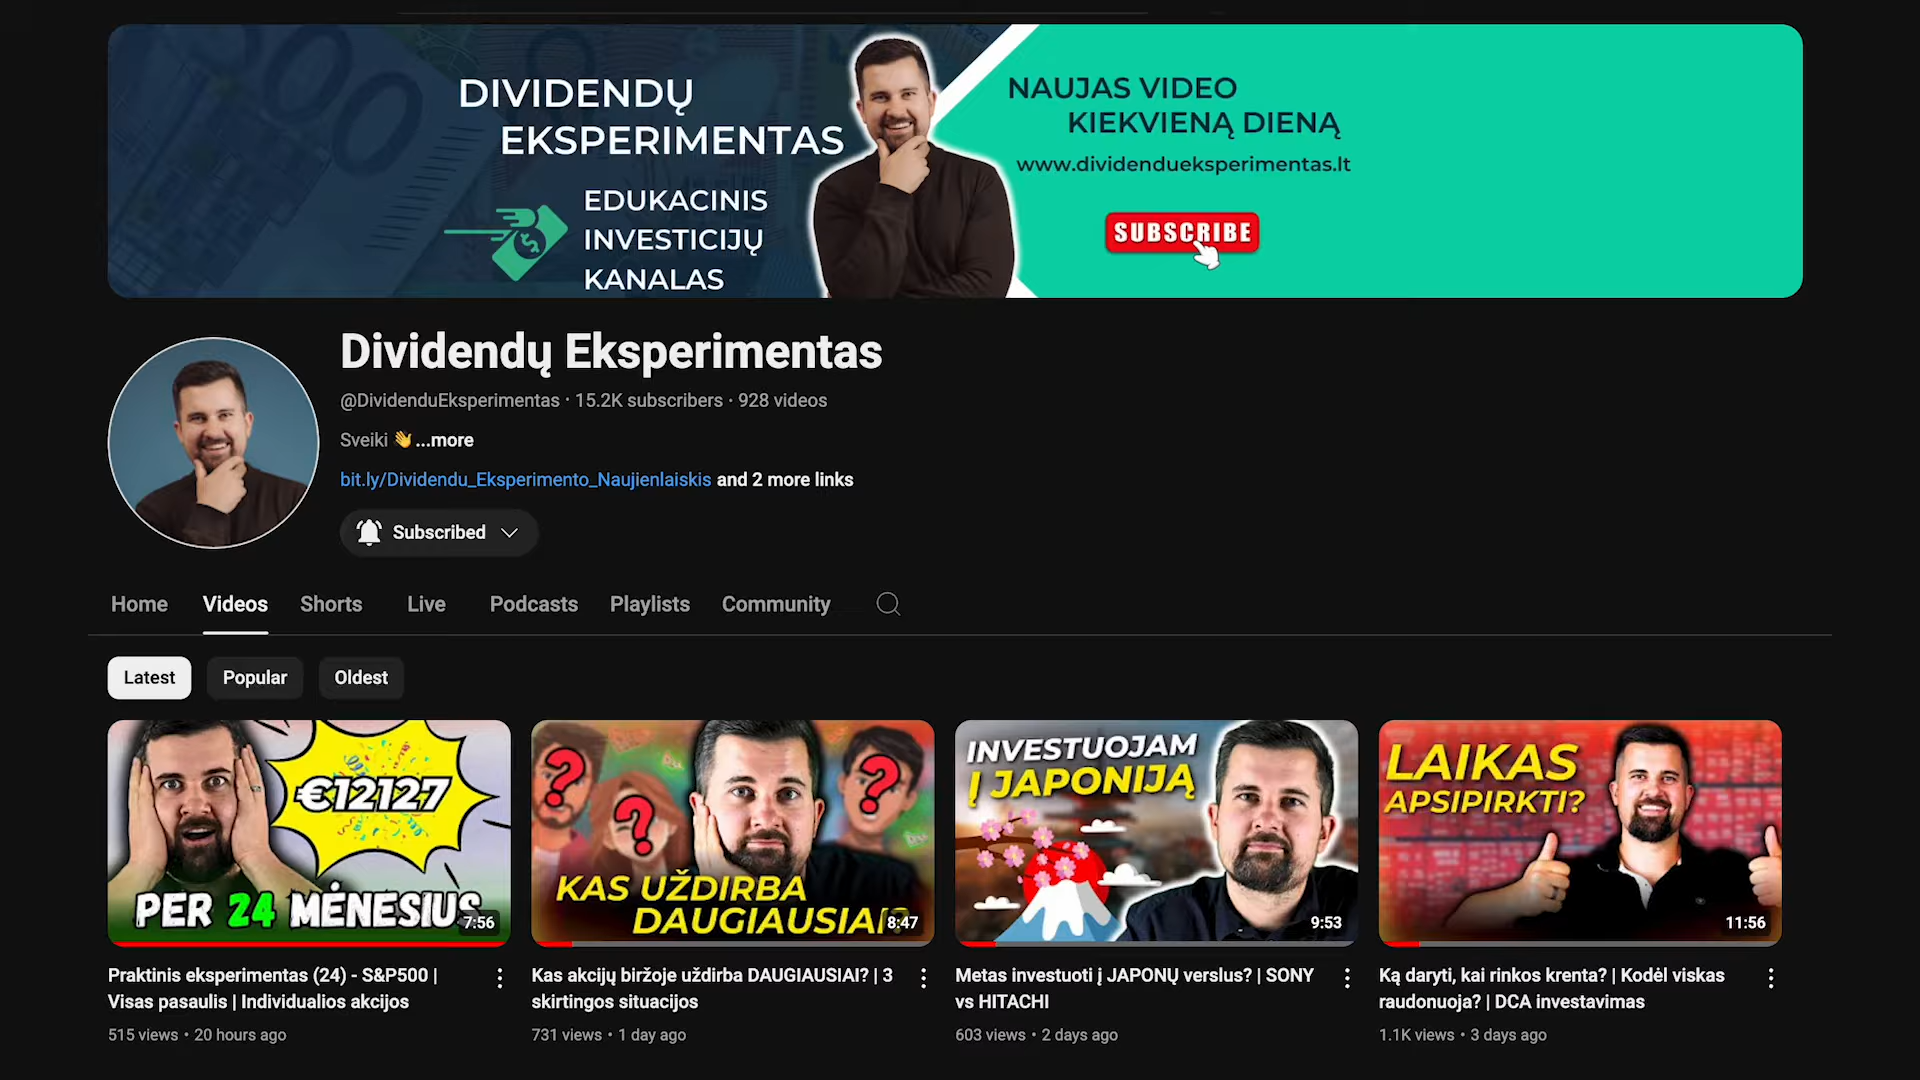 DIVIDENDŲ
EKSPERIMENTAS
EDUKACINIS
INVESTICIJŲ
KANALAS
NAUJAS VIDEO
KIEKVIENĄ DIENĄ
www.dividendueksperimentas.lt
SUBSCRIBE
Dividendų Eksperimentas
@DividenduEksperimentas · 15.2K subscribers · 928 videos
Sveiki 👋 ...more
bit.ly/Dividendu_Eksperimento_Naujienlaiskis and 2 more links
Subscribed
Home Videos Shorts Live Podcasts Playlists Community
Latest Popular Oldest
€12127
PER 24 MĖNESIUS
7:56
Praktinis eksperimentas (24) - S&P500 |
Visas pasaulis | Individualios akcijos
515 views • 20 hours ago
KAS UŽDIRBA
DAUGIAUSIAI?
8:47
Kas akcijų biržoje uždirba DAUGIAUSIAI? | 3
skirtingos situacijos
731 views • 1 day ago
INVESTUOJAM
Į JAPONIJĄ
9:53
Metas investuoti į JAPONŲ verslus? | SONY
vs HITACHI
603 views • 2 days ago
LAIKAS
APSIPIRKTI?
11:56
Ką daryti, kai rinkos krenta? | Kodėl viskas
raudonuoja? | DCA investavimas
1.1K views • 3 days ago